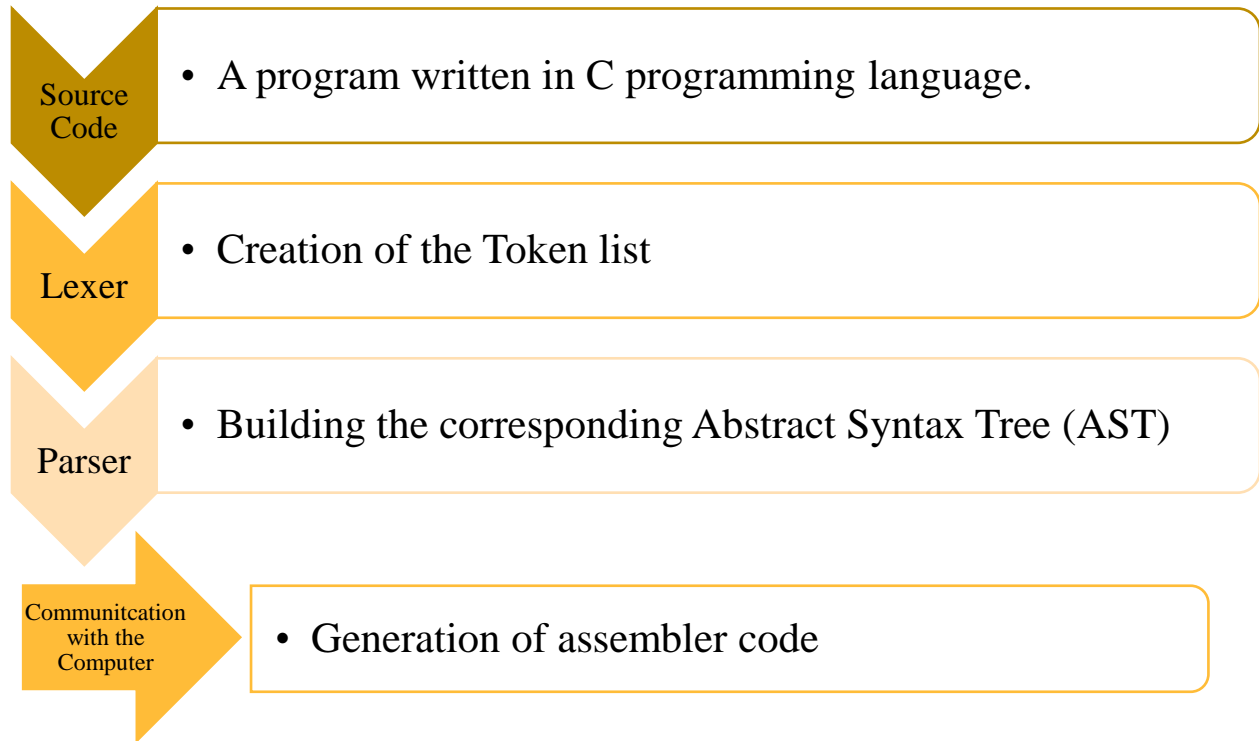 Source
Code
• A program written in C programming language.
Lexer
• Creation of the Token list
Parser
• Building the corresponding Abstract Syntax Tree (AST)
Communitcation
with the
Computer
• Generation of assembler code